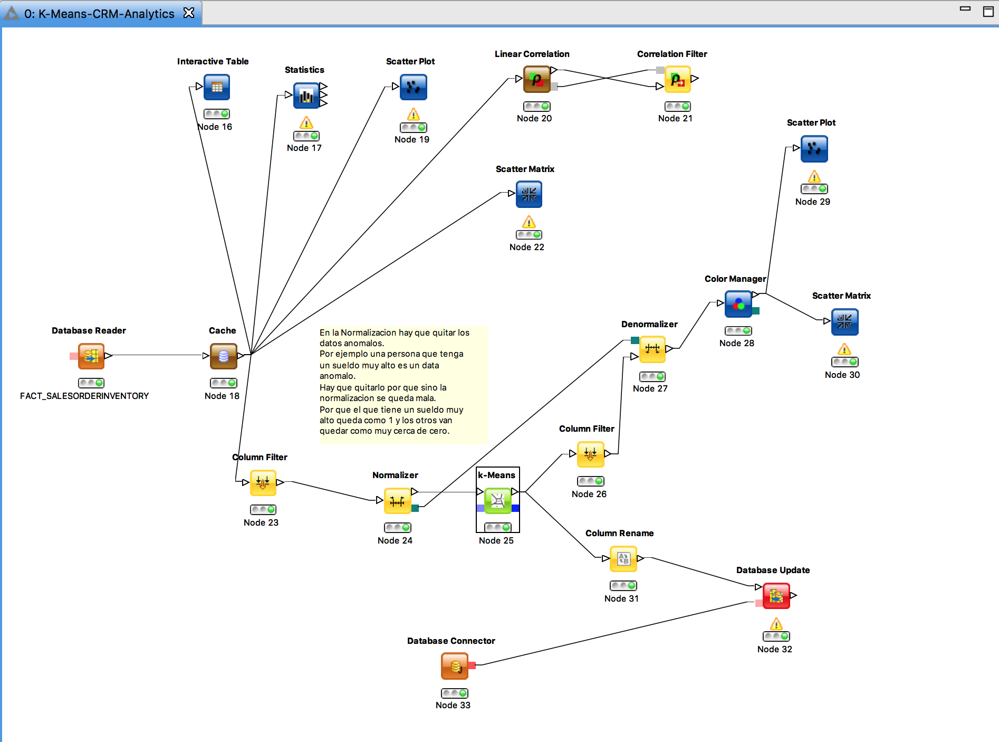 0: K-Means-CRM-Analytics
Interactive Table
Node 16
Statistics
Node 17
Scatter Plot
Node 19
Linear Correlation
Node 20
Correlation Filter
Node 21
Scatter Matrix
Node 22
Scatter Plot
Node 29
Color Manager
Node 28
Scatter Matrix
Node 30
Database Reader
FACT_SALESORDERINVENTORY
Cache
Node 18
En la Normalizacion hay que quitar los
datos anomalos.
Por ejemplo una persona que tenga
un sueldo muy alto es un data
anomalo.
Hay que quitarlo por que sino la
normalizacion se queda mala.
Por que el que tiene un sueldo muy
alto queda como 1 y los otros van
quedar como muy cerca de cero.
Denormalizer
Node 27
Column Filter
Node 26
Column Filter
Node 23
Normalizer
Node 24
k-Means
Node 25
Column Rename
Node 31
Database Update
Node 32
Database Connector
Node 33